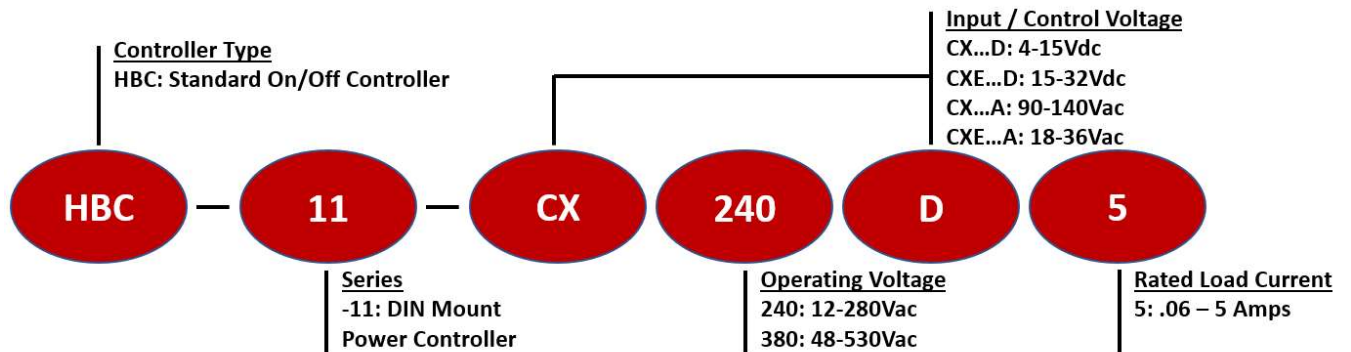 Controller Type
HBC: Standard On/Off Controller
Input / Control Voltage
CX...D: 4-15Vdc
CXE...D: 15-32Vdc
CX...A: 90-140Vac
CXE...A: 18-36Vac
HBC — 11 — CX 240 D 5
Series
-11: DIN Mount
Power Controller
Operating Voltage
240: 12-280Vac
380: 48-530Vac
Rated Load Current
5: .06 – 5 Amps